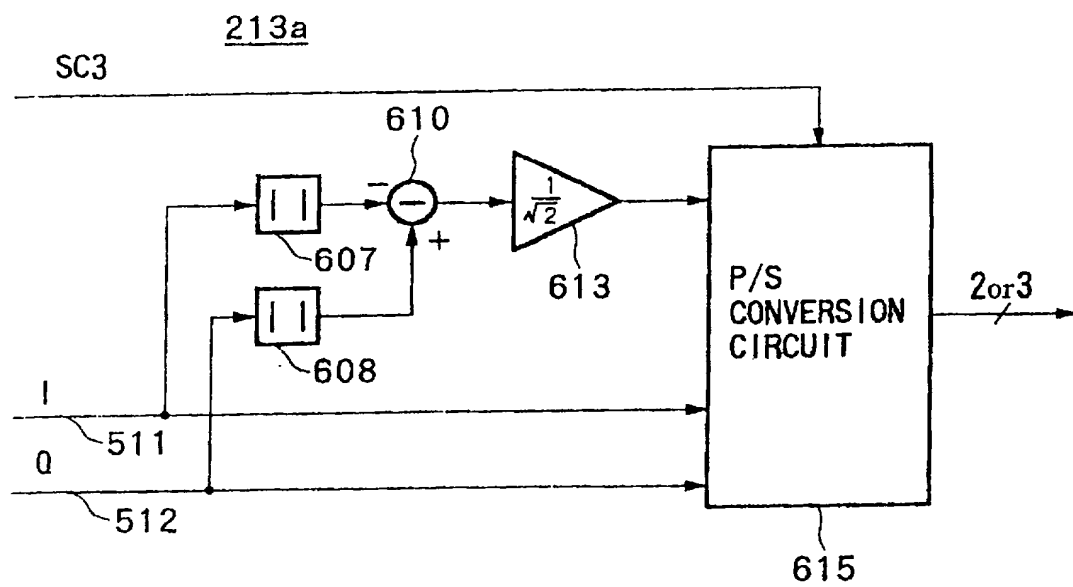 213a
SC3
610
−
−
+
| |
607
1/√2
613
| |
608
P/S
CONVERSION
CIRCUIT
2or3
I
511
Q
512
615